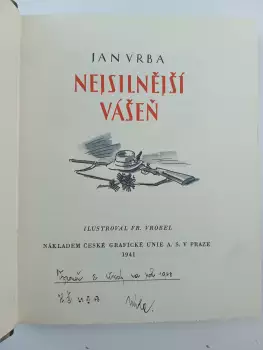 JAN VRBA
NEJSILNĚJŠÍ
VÁŠEŇ
ILUSTROVAL FR. VROBEL
NÁKLADEM ČESKÉ GRAFICKÉ UNIE A. S. V PRAZE
1941